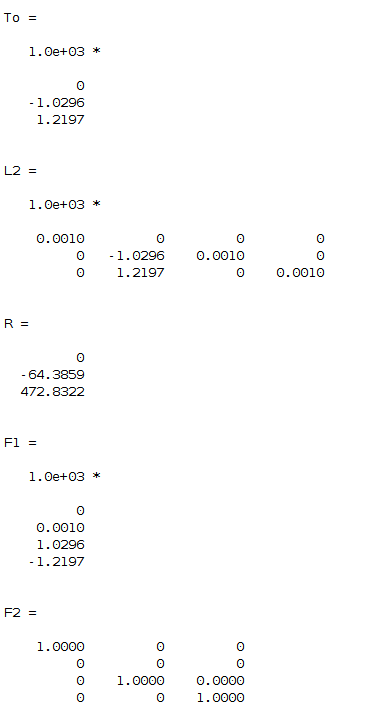 To =
1.0e+03 *
0
-1.0296
1.2197
L2 =
1.0e+03 *
0.0010 0 0 0
0 -1.0296 0.0010 0
0 1.2197 0 0.0010
R =
0
-64.3859
472.8322
F1 =
1.0e+03 *
0
0.0010
1.0296
-1.2197
F2 =
1.0000 0 0
0 0 0
0 1.0000 0.0000
0 0 1.0000